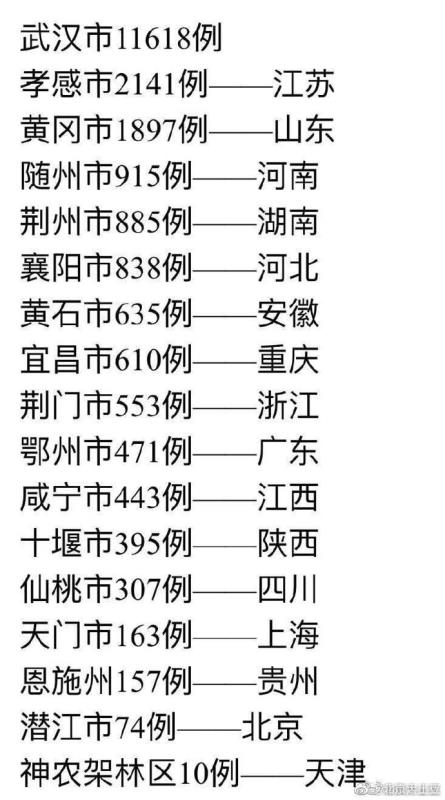 武汉市11618例
孝感市2141例——江苏
黄冈市1897例——山东
随州市915例——河南
荆州市885例——湖南
襄阳市838例——河北
黄石市635例——安徽
宜昌市610例——重庆
荆门市553例——浙江
鄂州市471例——广东
咸宁市443例——江西
十堰市395例——陕西
仙桃市307例——四川
天门市163例——上海
恩施州157例——贵州
潜江市74例——北京
神农架林区10例——天津